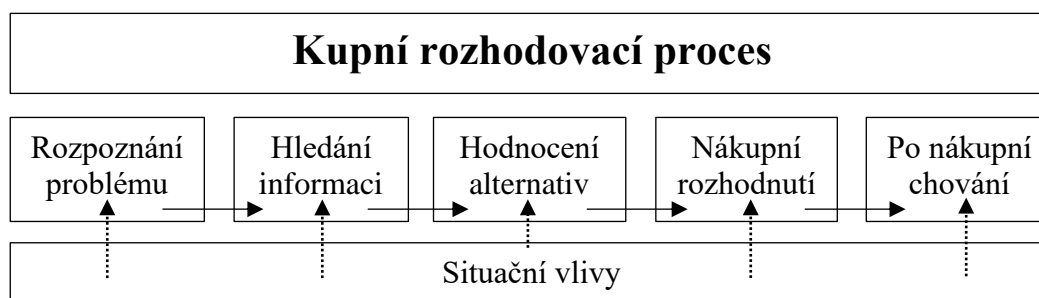 Kupní rozhodovací proces
Rozpoznání
problému
Hledání
informaci
Hodnocení
alternativ
Nákupní
rozhodnutí
Po nákupní
chování
Situační vlivy